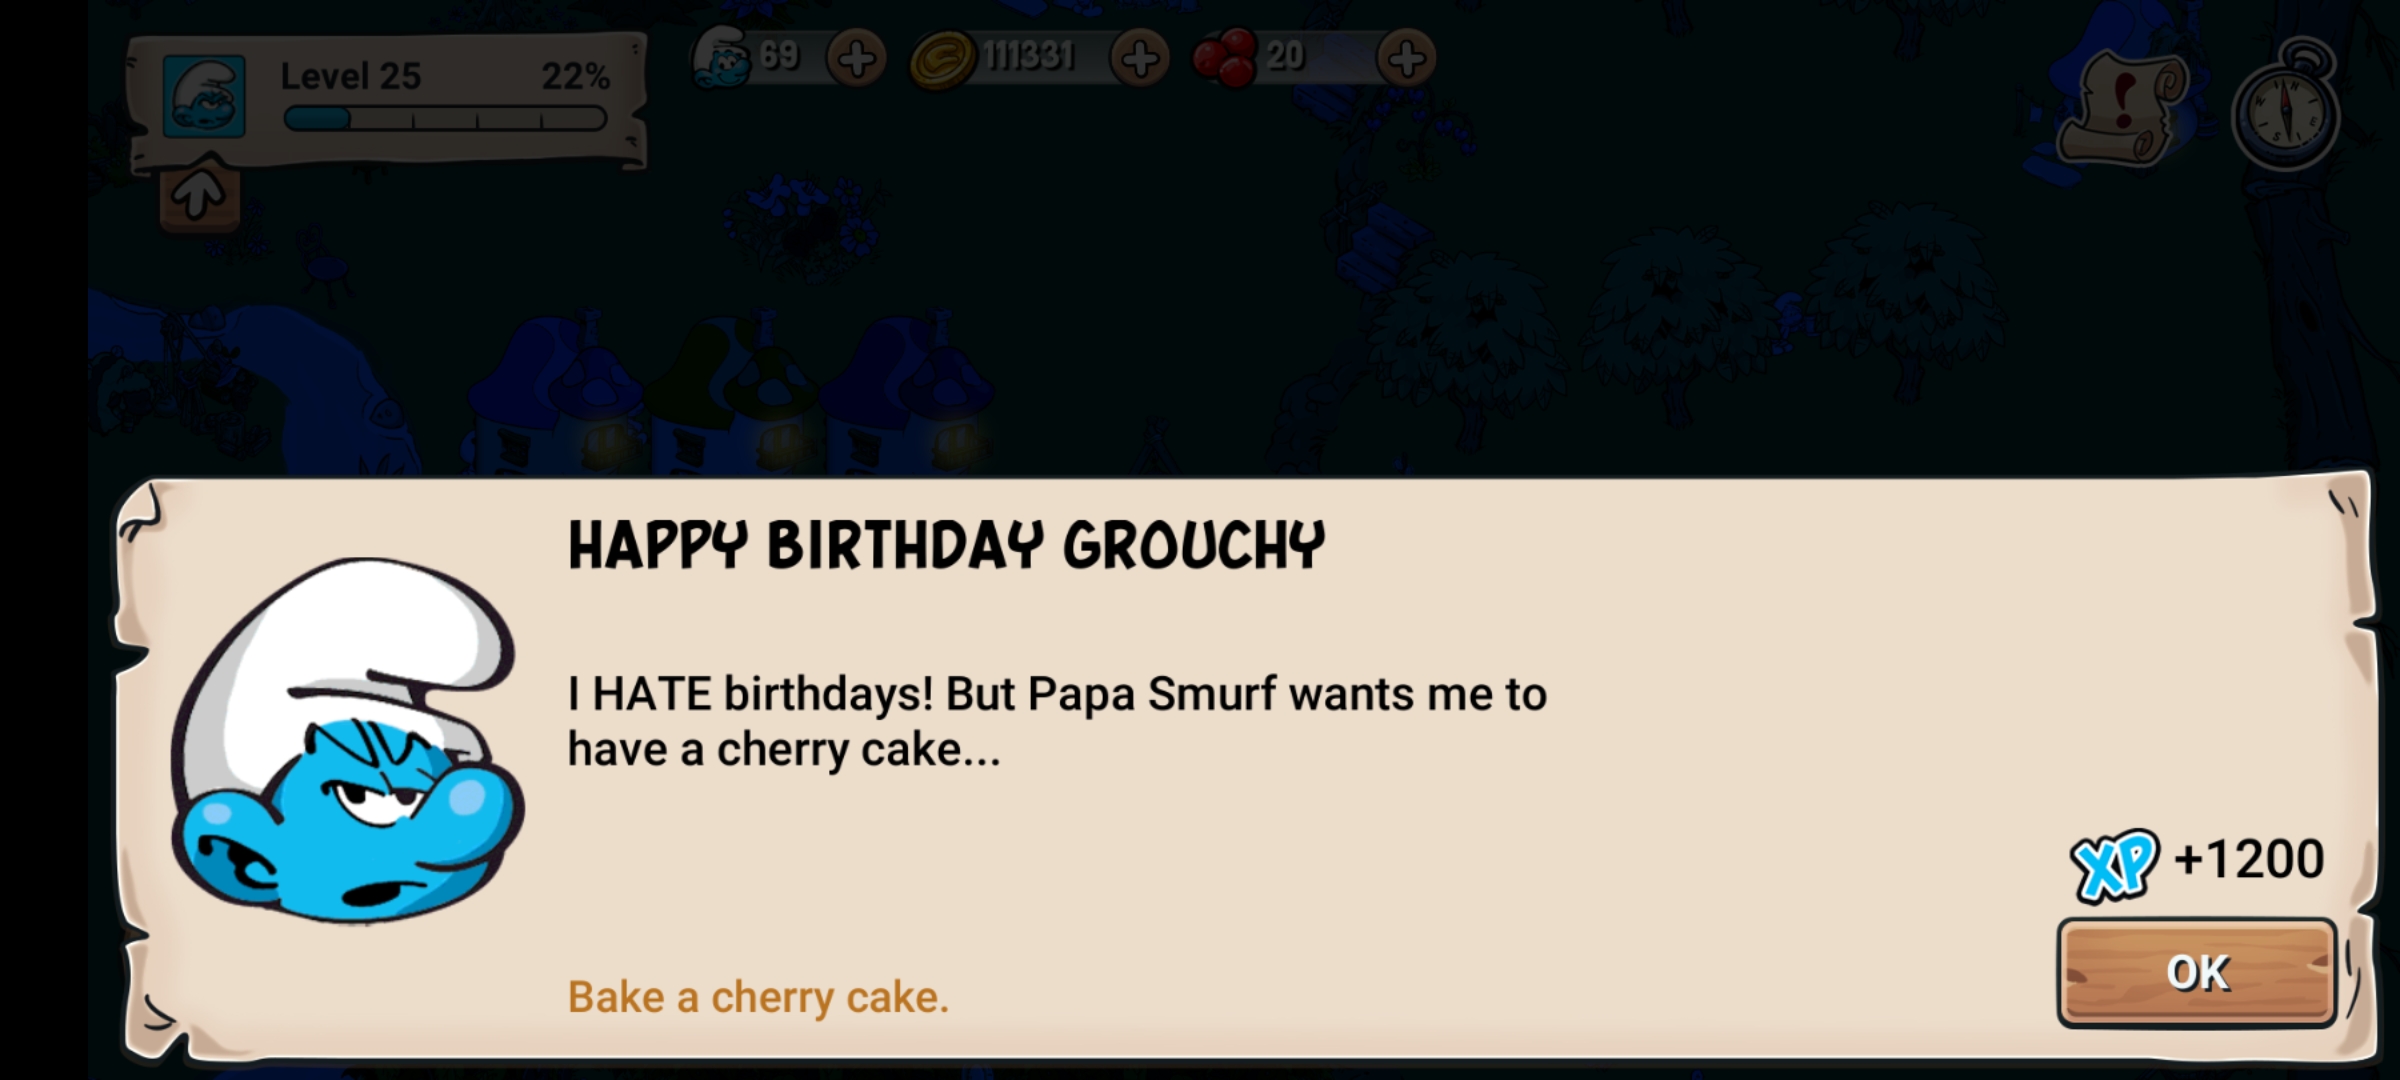 Level 25 22%
69
111331
20
HAPPY BIRTHDAY GROUCHY
I HATE birthdays! But Papa Smurf wants me to
have a cherry cake...
XP +1200
Bake a cherry cake.
OK